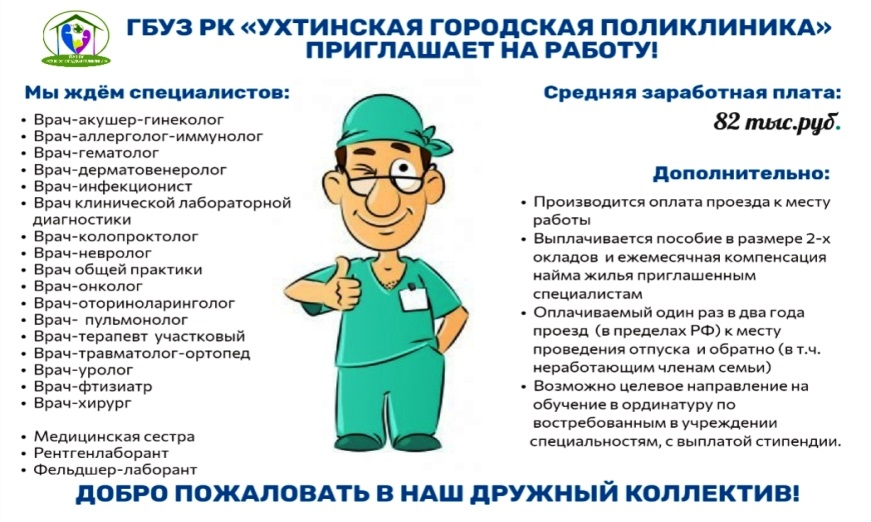 ГБУЗ РК «УХТИНСКАЯ ГОРОДСКАЯ ПОЛИКЛИНИКА»
ПРИГЛАШАЕТ НА РАБОТУ!
Мы ждём специалистов:
• Врач-акушер-гинеколог
• Врач-аллерголог-иммунолог
• Врач-гематолог
• Врач-дерматовенеролог
• Врач-инфекционист
• Врач клинической лабораторной
диагностики
• Врач-колопроктолог
• Врач-невролог
• Врач общей практики
• Врач-онколог
• Врач-оториноларинголог
• Врач- пульмонолог
• Врач-терапевт участковый
• Врач-травматолог-ортопед
• Врач-уролог
• Врач-фтизиатр
• Врач-хирург
• Медицинская сестра
• Рентгенлаборант
• Фельдшер-лаборант
Средняя заработная плата:
82 тыс.руб.
Дополнительно:
• Производится оплата проезда к месту
работы
• Выплачивается пособие в размере 2-х
окладов и ежемесячная компенсация
найма жилья приглашенным
специалистам
• Оплачиваемый один раз в два года
проезд (в пределах РФ) к месту
проведения отпуска и обратно (в т.ч.
неработающим членам семьи)
• Возможно целевое направление на
обучение в ординатуру по
востребованным в учреждении
специальностям, с выплатой стипендии.
ДОБРО ПОЖАЛОВАТЬ В НАШ ДРУЖНЫЙ КОЛЛЕКТИВ!